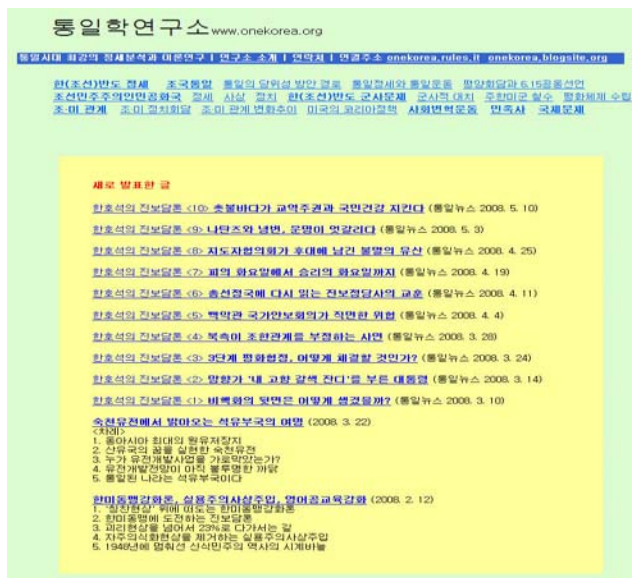 통일학연구소 www.onekorea.org
통일시대 최강의 정세분석과 이론연구 | 연구소 소개 | 연락처 | 연결주소 onekorea.rules.it onekorea.blogsite.org
한(조선)반도 정세 조국통일 통일의 당위성 방안 경로 통일정세와 통일운동 평양회담과 6.15공동선언
조선민주주의인민공화국 정세 사상 정치 한(조선)반도 군사문제 군사적 대치 주한미군 철수 평화체제 수립
조·미 관계 조·미 정치회담 조·미 관계 변화추이 미국의 코리아정책 사회변혁운동 민족사 국제문제
새로 발표한 글
한호석의 진보담론 <10> 촛불바다가 교역주권과 국민건강 지킨다 (통일뉴스 2008. 5. 10)
한호석의 진보담론 <9> 나탄즈와 녕변, 운명이 엇갈리다 (통일뉴스 2008. 5. 3)
한호석의 진보담론 <8> 지도자협의회가 후대에 남긴 불멸의 유산 (통일뉴스 2008. 4. 25)
한호석의 진보담론 <7> 피의 화요일에서 승리의 화요일까지 (통일뉴스 2008. 4. 19)
한호석의 진보담론 <6> 총선정국에 다시 읽는 진보정당사의 교훈 (통일뉴스 2008. 4. 11)
한호석의 진보담론 <5> 백악관 국가안보회의가 직면한 위협 (통일뉴스 2008. 4. 4)
한호석의 진보담론 <4> 북측이 조한관계를 부정하는 사연 (통일뉴스 2008. 3. 28)
한호석의 진보담론 <3> 3단계 평화협정, 어떻게 체결할 것인가? (통일뉴스 2008. 3. 24)
한호석의 진보담론 <2> 망향가 '내 고향 갈색 잔디'를 부른 대통령 (통일뉴스 2008. 3. 14)
한호석의 진보담론 <1> 비핵화의 뒷면은 어떻게 생겼을까? (통일뉴스 2008. 3. 10)
숙천유전에서 밝아오는 석유부국의 여명 (2008. 3. 22)
<차례>
1. 동아시아 최대의 원유저장지
2. 산유국의 꿈을 실현한 숙천유전
3. 누가 유전개발사업을 가로막았는가?
4. 유전개발전망이 아직 불투명한 까닭
5. 통일된 나라는 석유부국이다
한미동맹강화론, 실용주의사상주입, 영어공교육강화 (2008. 2. 12)
1. '칠찬현상' 위에 떠도는 한미동맹강화론
2. 한미동맹에 도전하는 진보담론
3. 괴리현상을 넘어서 23%로 다가서는 길
4. 자주의식화현상을 제거하는 실용주의사상주입
5. 1948년에 멈춰선 신식민주의 역사의 시계바늘